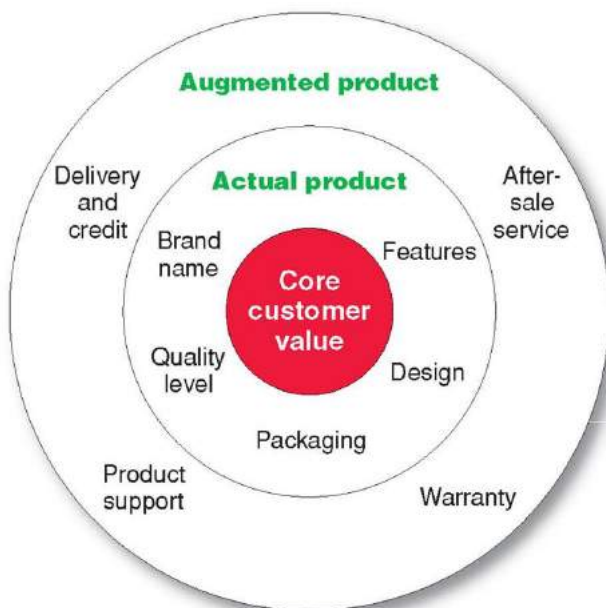 Augmented product
Delivery
and
credit
After-
sale
service
Actual product
Brand
name
Features
Core
customer
value
Quality
level
Design
Packaging
Product
support
Warranty